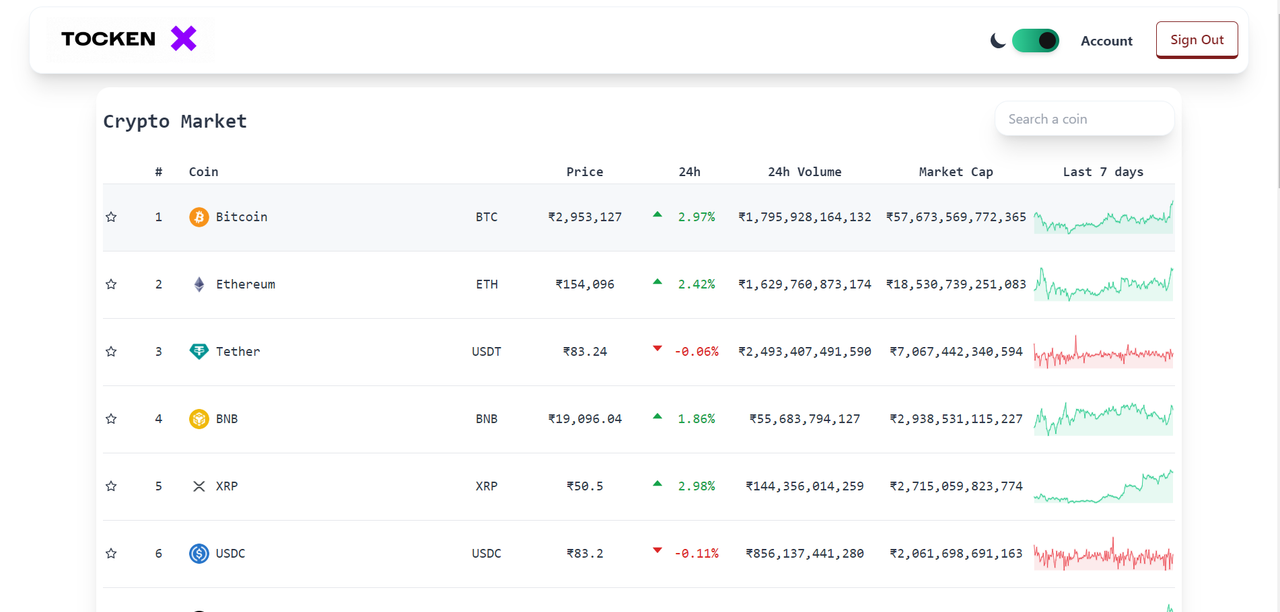 TOCKEN X
Account
Sign Out
Crypto Market
Search a coin
# Coin Price 24h 24h Volume Market Cap Last 7 days
1 Bitcoin BTC ₹2,953,127 2.97% ₹1,795,928,164,132 ₹57,673,569,772,365
2 Ethereum ETH ₹154,096 2.42% ₹1,629,760,873,174 ₹18,530,739,251,083
3 Tether USDT ₹83.24 -0.06% ₹2,493,407,491,590 ₹7,067,442,340,594
4 BNB BNB ₹19,096.04 1.86% ₹55,683,794,127 ₹2,938,531,115,227
5 XRP XRP ₹50.5 2.98% ₹144,356,014,259 ₹2,715,059,823,774
6 USDC USDC ₹83.2 -0.11% ₹856,137,441,280 ₹2,061,698,691,163